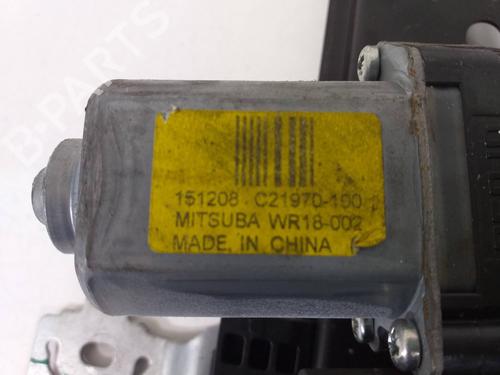 B-PARTS
151208 C21970-100
MITSUBA WR18-002
MADE IN CHINA